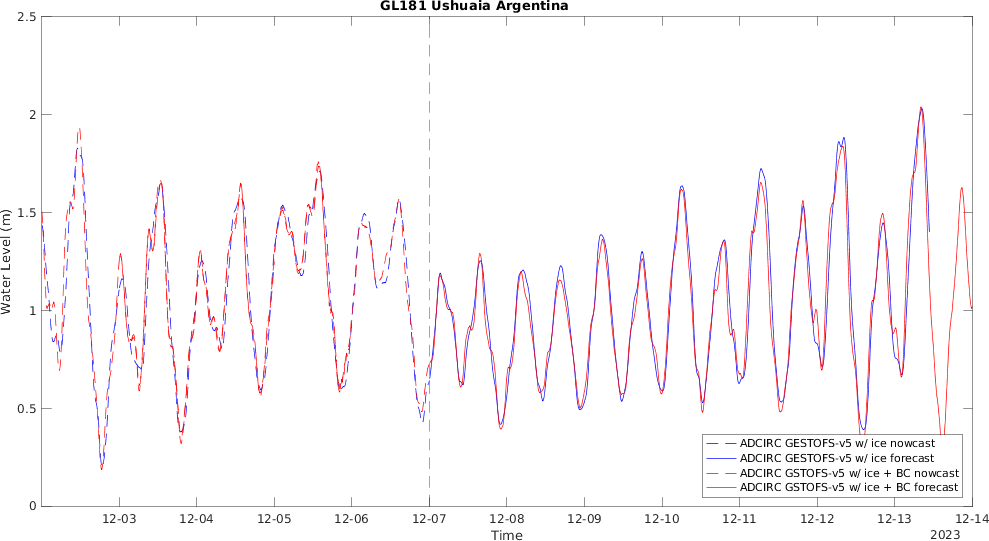 GL181 Ushuaia Argentina
2.5
2
1.5
1
0.5
0
Water Level (m)
ADCIRC GESTOFS-v5 w/ ice nowcast
ADCIRC GESTOFS-v5 w/ ice forecast
ADCIRC GSTOFS-v5 w/ ice + BC nowcast
ADCIRC GSTOFS-v5 w/ ice + BC forecast
12-03 12-04 12-05 12-06 12-07 12-08 12-09 12-10 12-11 12-12 12-13 12-14
Time
2023